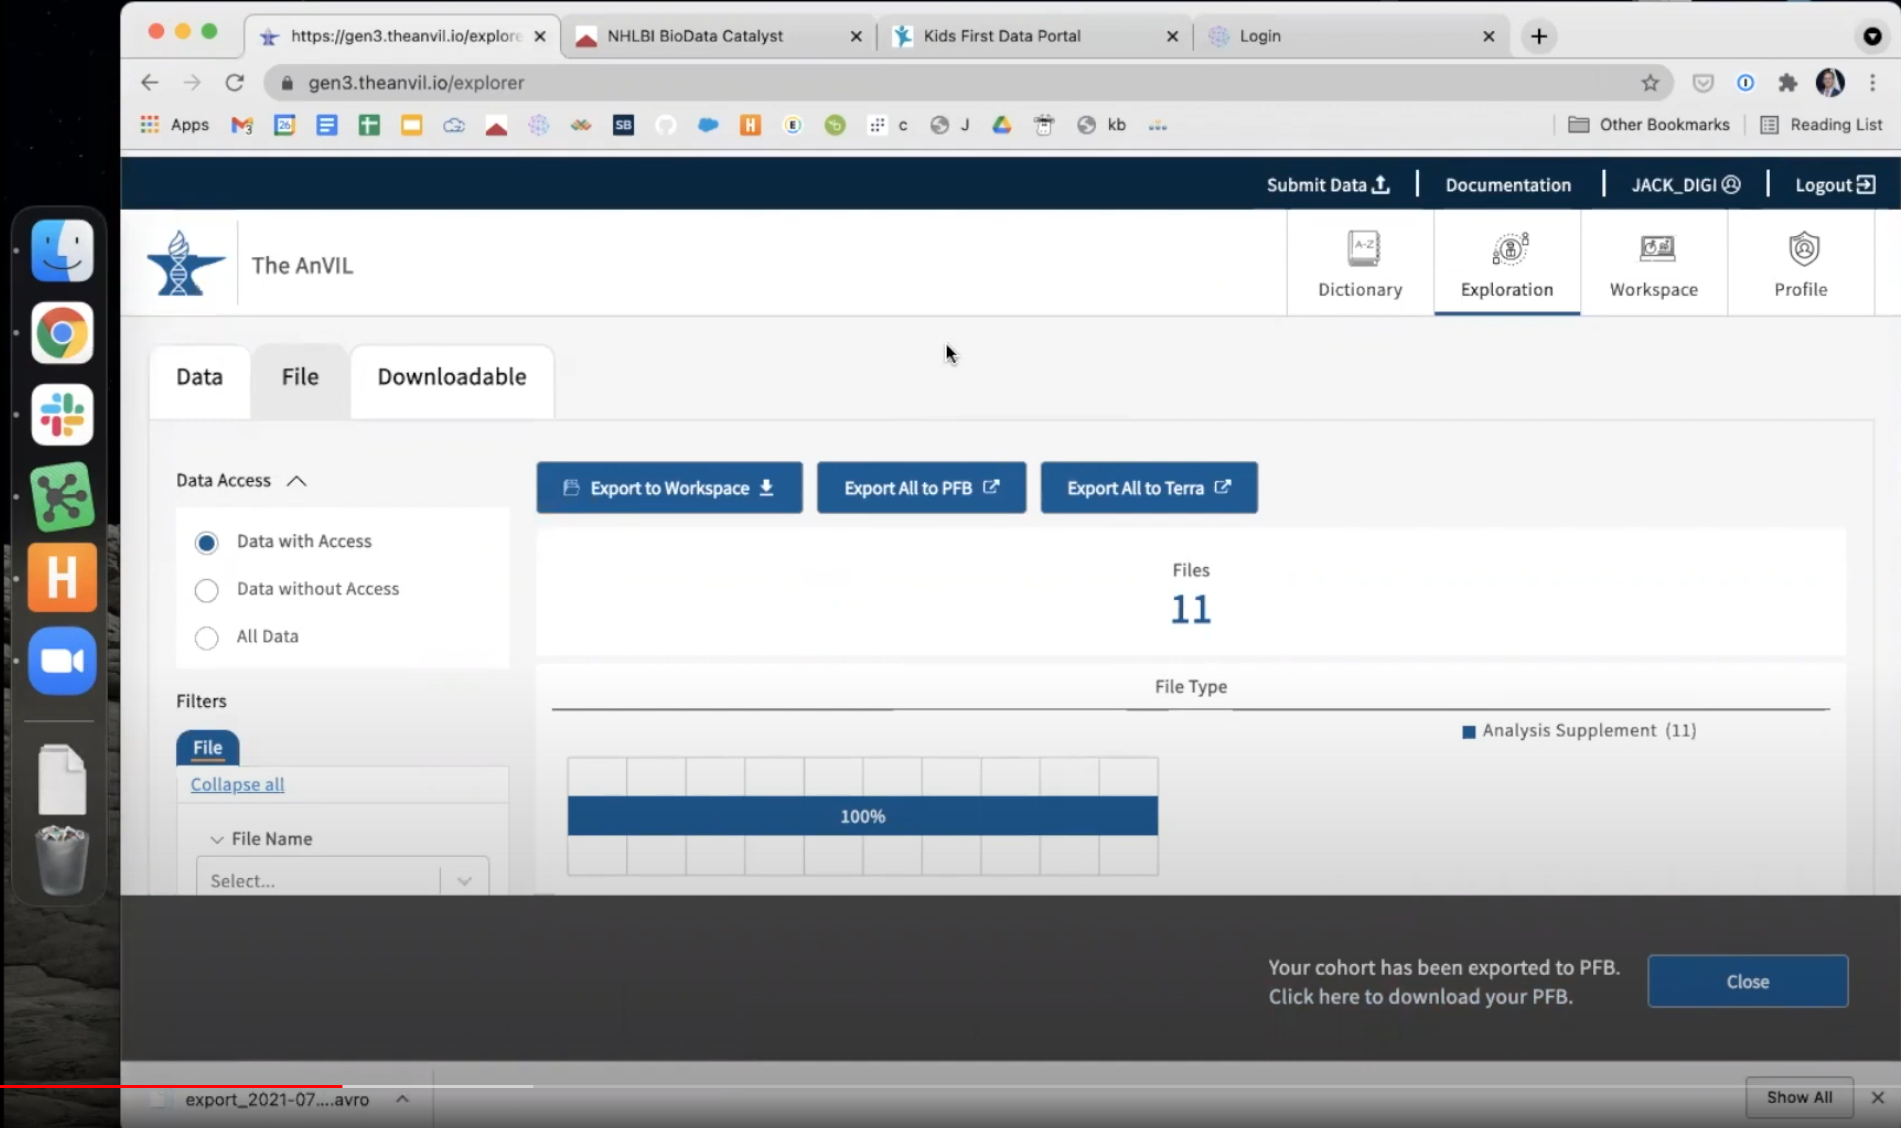 https://gen3.theanvil.io/explore
NHLBI BioData Catalyst
Kids First Data Portal
Login
gen3.theanvil.io/explorer
Apps
3
26
SB
H
E
c
J
kb
Other Bookmarks
Reading List
Submit Data
Documentation
JACK_DIGI
Logout
The AnVIL
A-Z
Dictionary
Exploration
Workspace
Profile
Data
File
Downloadable
Data Access
Export to Workspace
Export All to PFB
Export All to Terra
Data with Access
Data without Access
All Data
Files
11
Filters
File Type
Analysis Supplement (11)
File
Collapse all
File Name
Select...
100%
H
Your cohort has been exported to PFB.
Click here to download your PFB.
Close
export_2021-07....avro
Show All